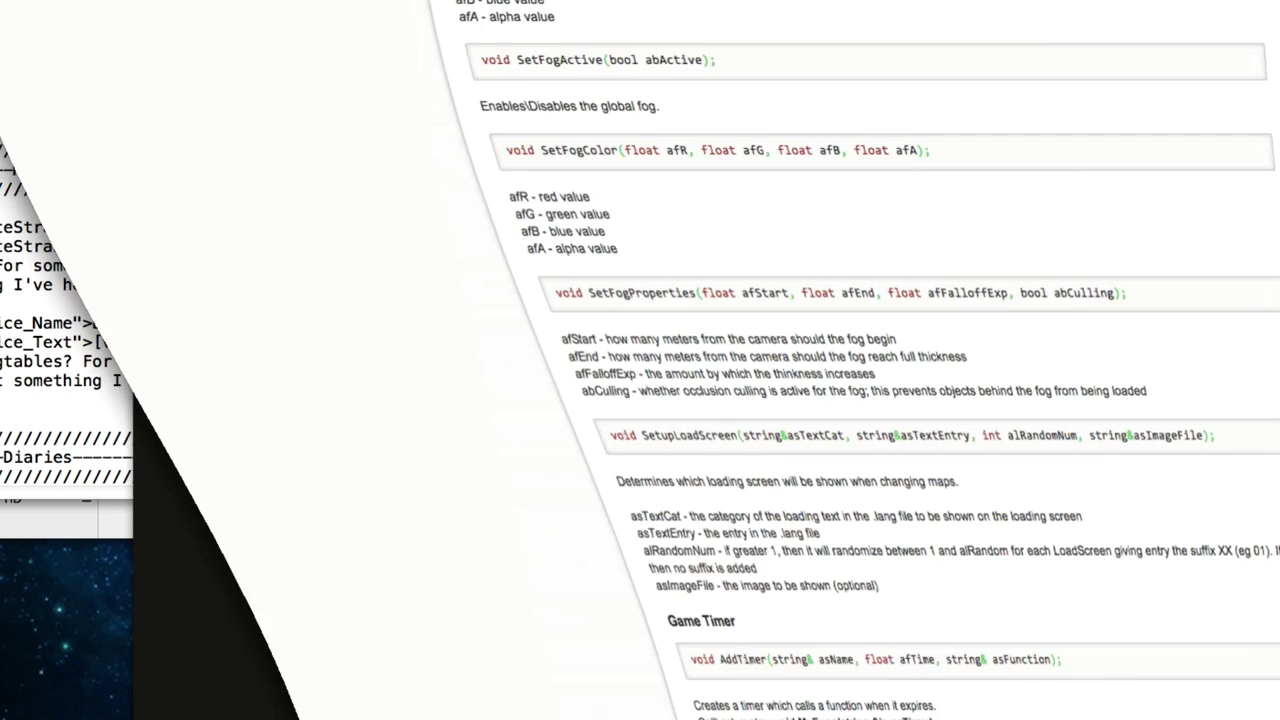 afA - alpha value
void SetFogActive(bool abActive);
Enables\Disables the global fog.
void SetFogColor(float afR, float afG, float afB, float afA);
afR - red value
afG - green value
afB - blue value
afA - alpha value
void SetFogProperties(float afStart, float afEnd, float afFalloffExp, bool abCulling);
afStart - how many meters from the camera should the fog begin
afEnd - how many meters from the camera should the fog reach full thickness
afFalloffExp - the amount by which the thinkness increases
abCulling - whether occlusion culling is active for the fog; this prevents objects behind the fog from being loaded
void SetupLoadScreen(string&asTextCat, string&asTextEntry, int alRandomNum, string&asImageFile);
Determines which loading screen will be shown when changing maps.
asTextCat - the category of the loading text in the .lang file to be shown on the loading screen
asTextEntry - the entry in the .lang file
alRandomNum - if greater 1, then it will randomize between 1 and alRandom for each LoadScreen giving entry the suffix XX (eg 01). If
then no suffix is added
asImageFile - the image to be shown (optional)
Game Timer
void AddTimer(string& asName, float afTime, string& asFunction);
Creates a timer which calls a function when it expires.
///
teStra
teStra
For som
g I've h
ice_Name">
ice_Text">[
gtables? For
t something I
//////////////
-Diaries-------
//////////////